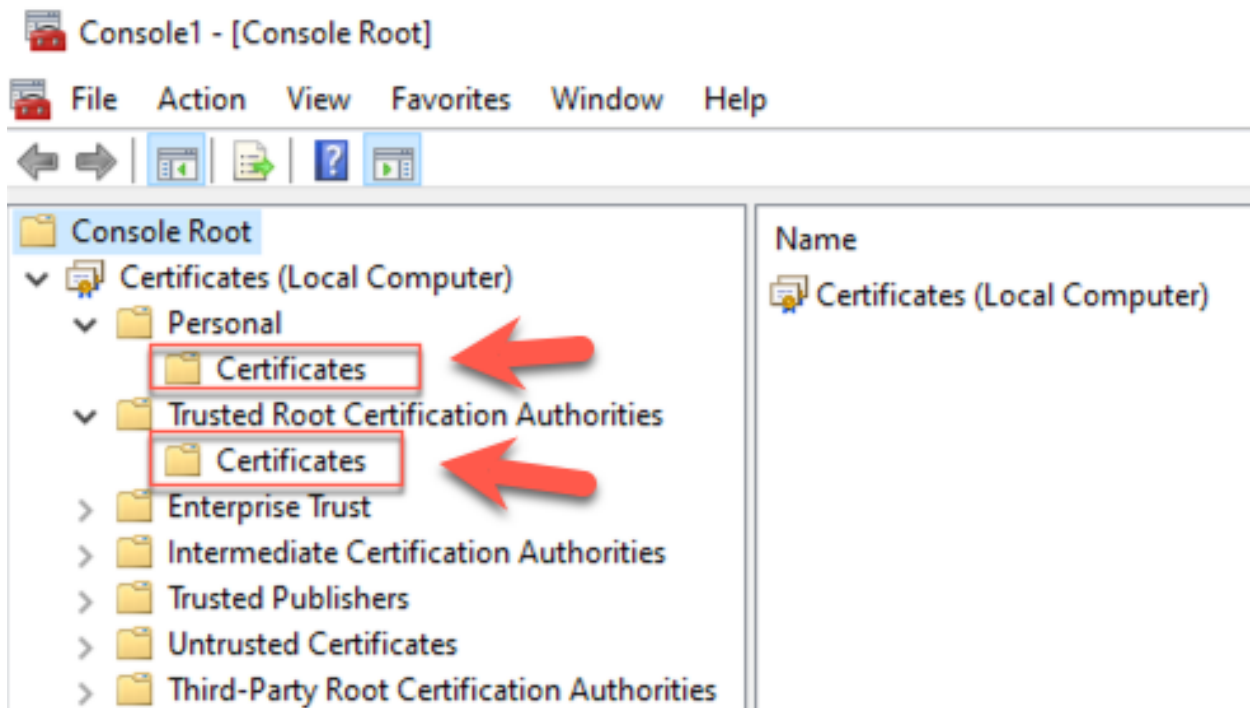 Console1 - [Console Root]
File Action View Favorites Window Help
Console Root
Certificates (Local Computer)
Personal
Certificates
Trusted Root Certification Authorities
Certificates
Enterprise Trust
Intermediate Certification Authorities
Trusted Publishers
Untrusted Certificates
Third-Party Root Certification Authorities
Name
Certificates (Local Computer)